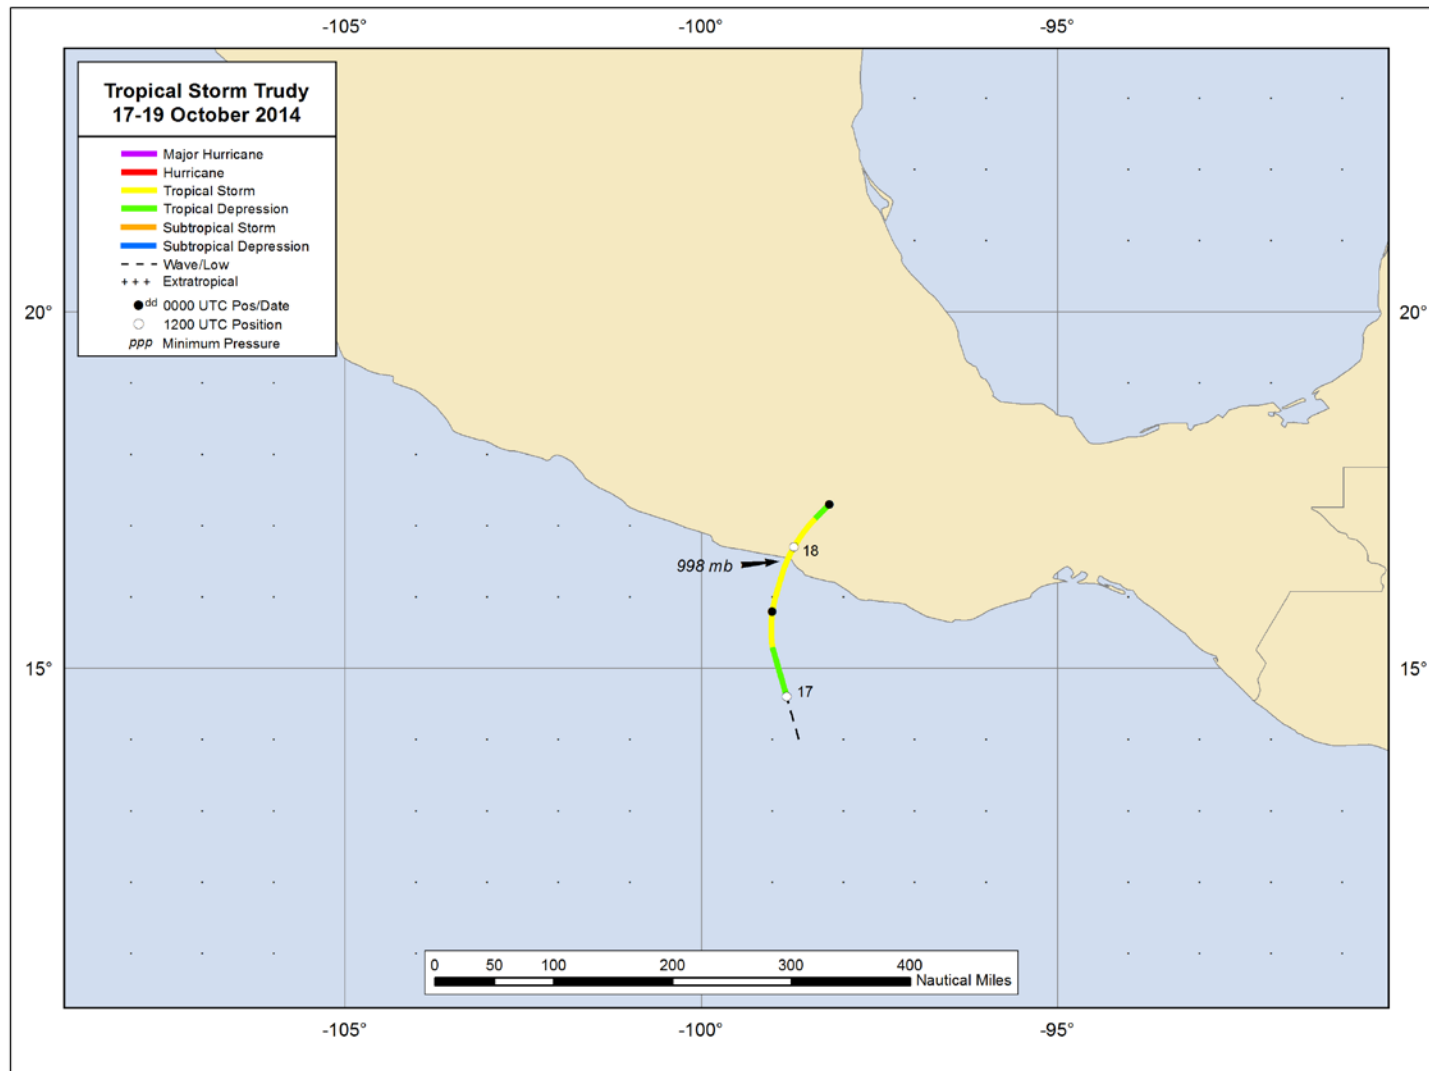 -105° -100° -95°
Tropical Storm Trudy
17-19 October 2014
Major Hurricane
Hurricane
Tropical Storm
Tropical Depression
Subtropical Storm
Subtropical Depression
Wave/Low
+++ Extratropical
dd 0000 UTC Pos/Date
1200 UTC Position
ppp Minimum Pressure
20° 20°
18
998 mb
15° 15°
17
0 50 100 200 300 400
Nautical Miles
-105° -100° -95°